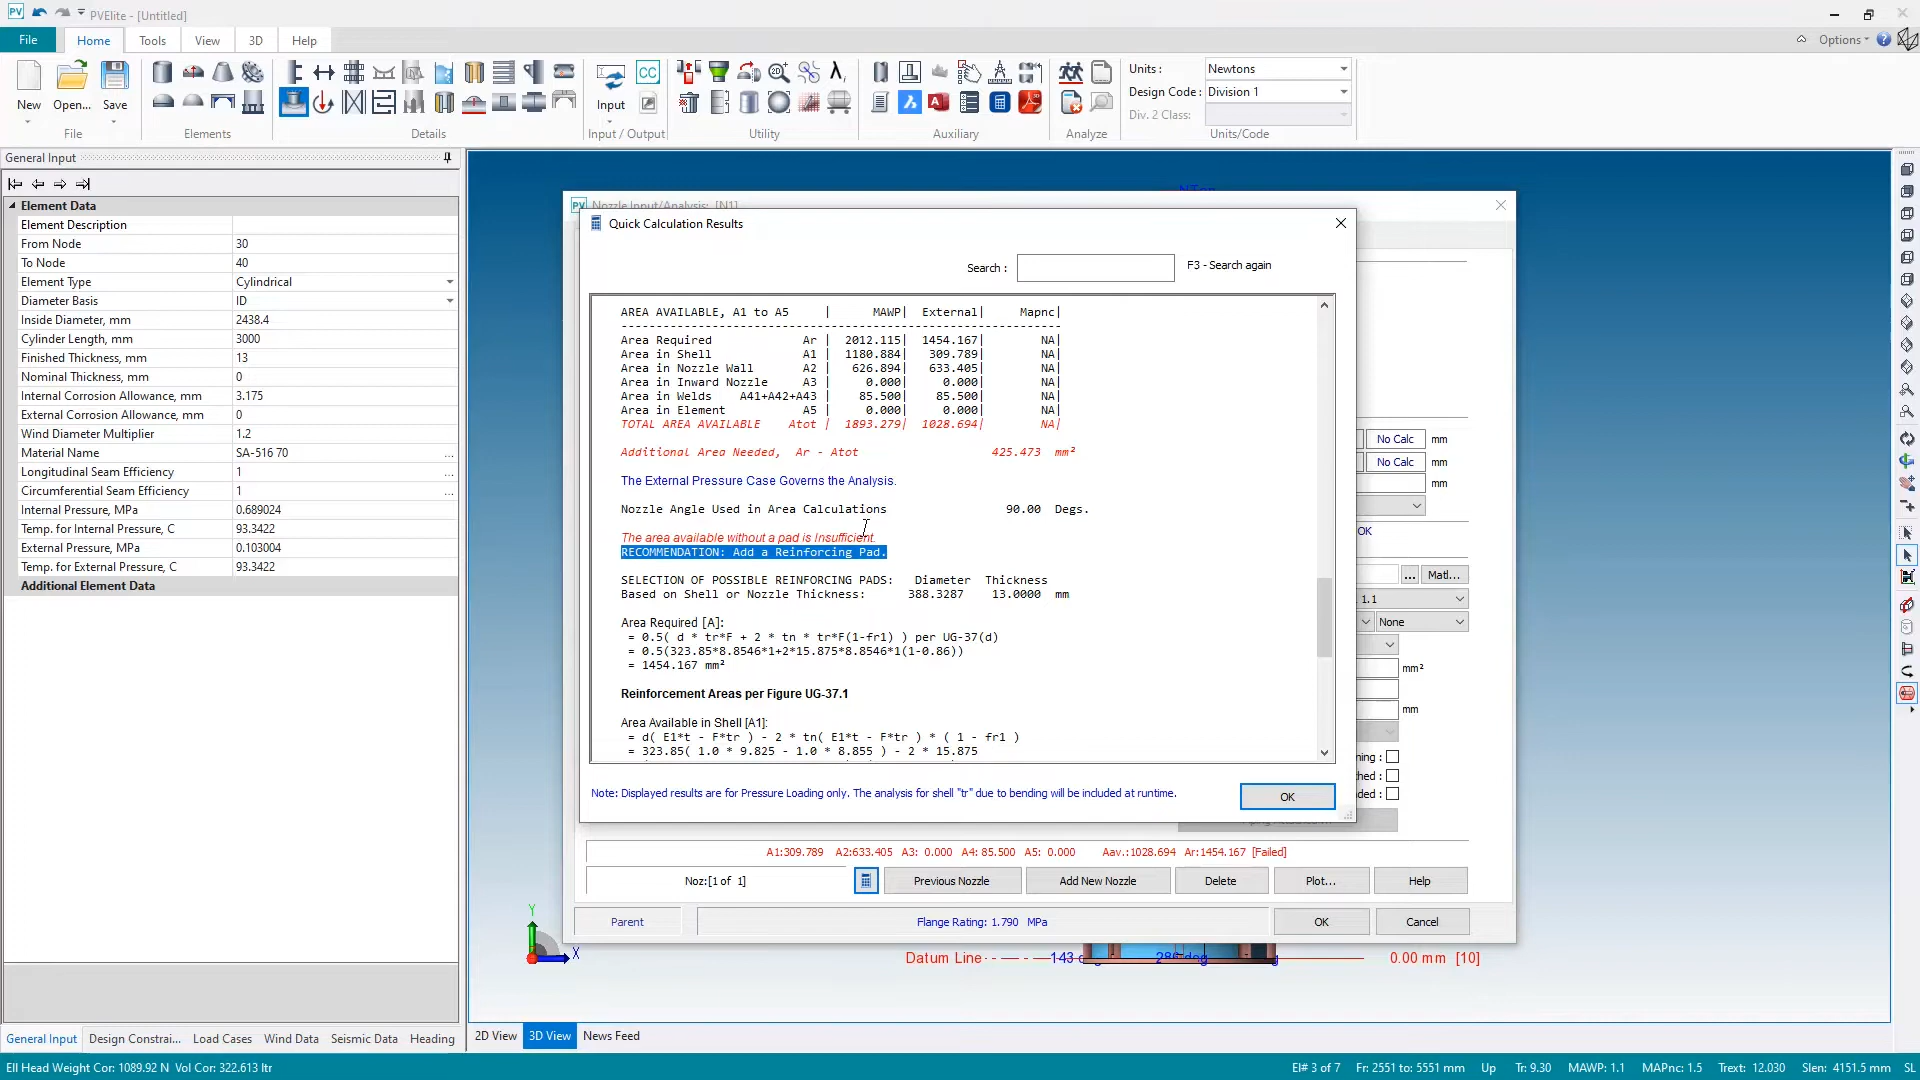 PVElite - [Untitled]
File
Home
Tools
View
3D
Help
Options
New
Open...
Save
Input
CC
Units :
Newtons
Design Code :
Division 1
Div. 2 Class:
File
Elements
Details
Input / Output
Utility
Auxiliary
Analyze
Units/Code
General Input
Element Data
Element Description
From Node 30
To Node 40
Element Type Cylindrical
Diameter Basis ID
Inside Diameter, mm 2438.4
Cylinder Length, mm 3000
Finished Thickness, mm 13
Nominal Thickness, mm 0
Internal Corrosion Allowance, mm 3.175
External Corrosion Allowance, mm 0
Wind Diameter Multiplier 1.2
Material Name SA-516 70 ...
Longitudinal Seam Efficiency 1 ...
Circumferential Seam Efficiency 1 ...
Internal Pressure, MPa 0.689024
Temp. for Internal Pressure, C 93.3422
External Pressure, MPa 0.103004
Temp. for External Pressure, C 93.3422
Additional Element Data
Nozzle Input/Analysis: [N1]
Quick Calculation Results
Search :
F3 - Search again
AREA AVAILABLE, A1 to A5 | MAWP| External| Mapnc|
Area Required Ar | 2012.115| 1454.167| NA|
Area in Shell A1 | 1180.884| 309.789| NA|
Area in Nozzle Wall A2 | 626.894| 633.405| NA|
Area in Inward Nozzle A3 | 0.000| 0.000| NA|
Area in Welds A41+A42+A43 | 85.500| 85.500| NA|
Area in Element A5 | 0.000| 0.000| NA|
TOTAL AREA AVAILABLE Atot | 1893.279| 1028.694| NA|
Additional Area Needed, Ar - Atot 425.473 mm²
The External Pressure Case Governs the Analysis.
Nozzle Angle Used in Area Calculations 90.00 Degs.
The area available without a pad is Insufficient.
RECOMMENDATION: Add a Reinforcing Pad.
SELECTION OF POSSIBLE REINFORCING PADS: Diameter Thickness
Based on Shell or Nozzle Thickness: 388.3287 13.0000 mm
Area Required [A]:
= 0.5( d * tr*F + 2 * tn * tr*F(1-fr1) ) per UG-37(d)
= 0.5(323.85*8.8546*1+2*15.875*8.8546*1(1-0.86))
= 1454.167 mm²
Reinforcement Areas per Figure UG-37.1
Area Available in Shell [A1]:
= d( E1*t - F*tr ) - 2 * tn( E1*t - F*tr ) * ( 1 - fr1 )
= 323.85( 1.0 * 9.825 - 1.0 * 8.855 ) - 2 * 15.875
Note: Displayed results are for Pressure Loading only. The analysis for shell "tr" due to bending will be included at runtime.
OK
No Calc mm
No Calc mm
mm
OK
... Matl...
1.1
None
mm²
mm
A1:309.789 A2:633.405 A3: 0.000 A4: 85.500 A5: 0.000 Aav.:1028.694 Ar:1454.167 [Failed]
Noz:[1 of 1]
Previous Nozzle
Add New Nozzle
Delete
Plot...
Help
Parent
Flange Rating: 1.790 MPa
OK
Cancel
Y
X
Datum Line
0.00 mm [10]
General Input
Design Constrai...
Load Cases
Wind Data
Seismic Data
Heading
2D View
3D View
News Feed
Ell Head Weight Cor: 1089.92 N Vol Cor: 322.613 ltr
El# 3 of 7 Fr: 2551 to: 5551 mm Up Tr: 9.30 MAWP: 1.1 MAPnc: 1.5 Trext: 12.030 Slen: 4151.5 mm SL